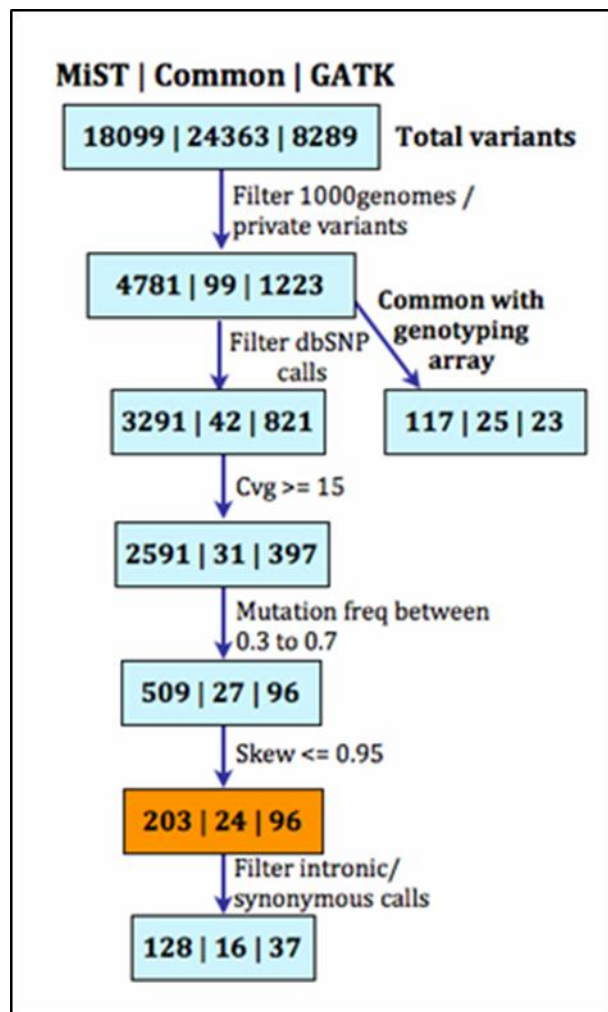 MiST | Common | GATK
18099 | 24363 | 8289
Total variants
Filter 1000genomes /
private variants
4781 | 99 | 1223
Common with
genotyping
array
Filter dbSNP
calls
3291 | 42 | 821
117 | 25 | 23
Cvg >= 15
2591 | 31 | 397
Mutation freq between
0.3 to 0.7
509 | 27 | 96
Skew <= 0.95
203 | 24 | 96
Filter intronic/
synonymous calls
128 | 16 | 37